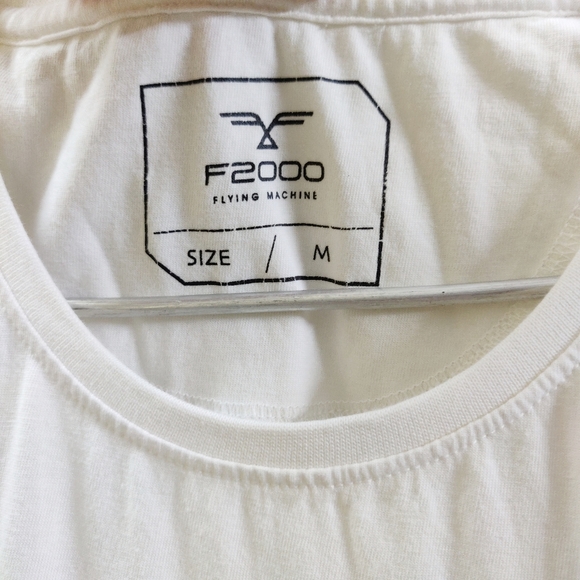 F2000
FLYING MACHINE
SIZE / M